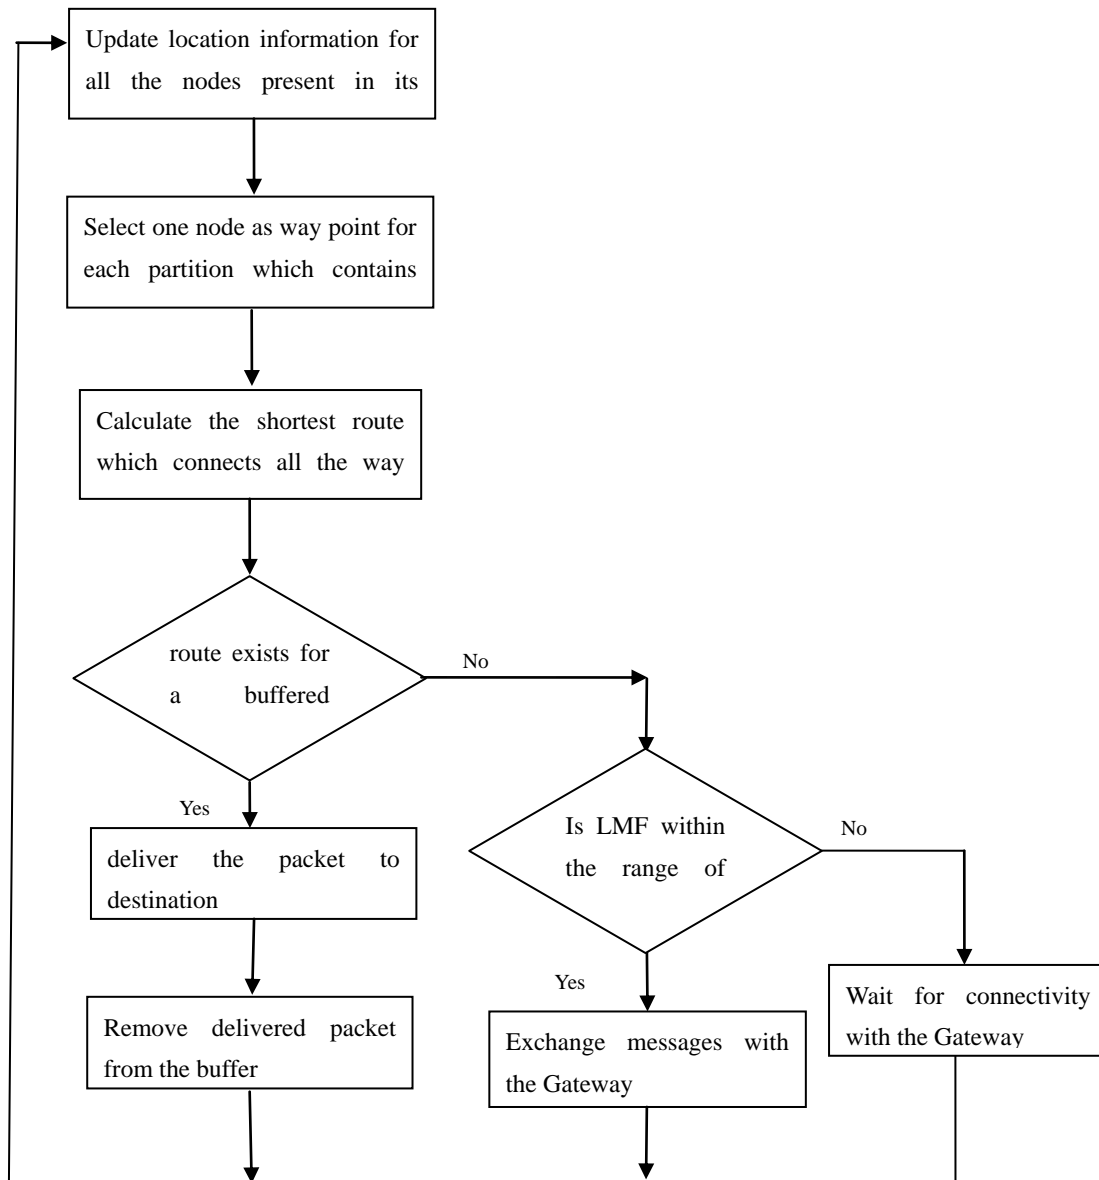 Update location information for
all the nodes present in its
Select one node as way point for
each partition which contains
Calculate the shortest route
which connects all the way
route exists for
a buffered
No
Yes
deliver the packet to
destination
Is LMF within
the range of
No
Yes
Remove delivered packet
from the buffer
Exchange messages with
the Gateway
Wait for connectivity
with the Gateway